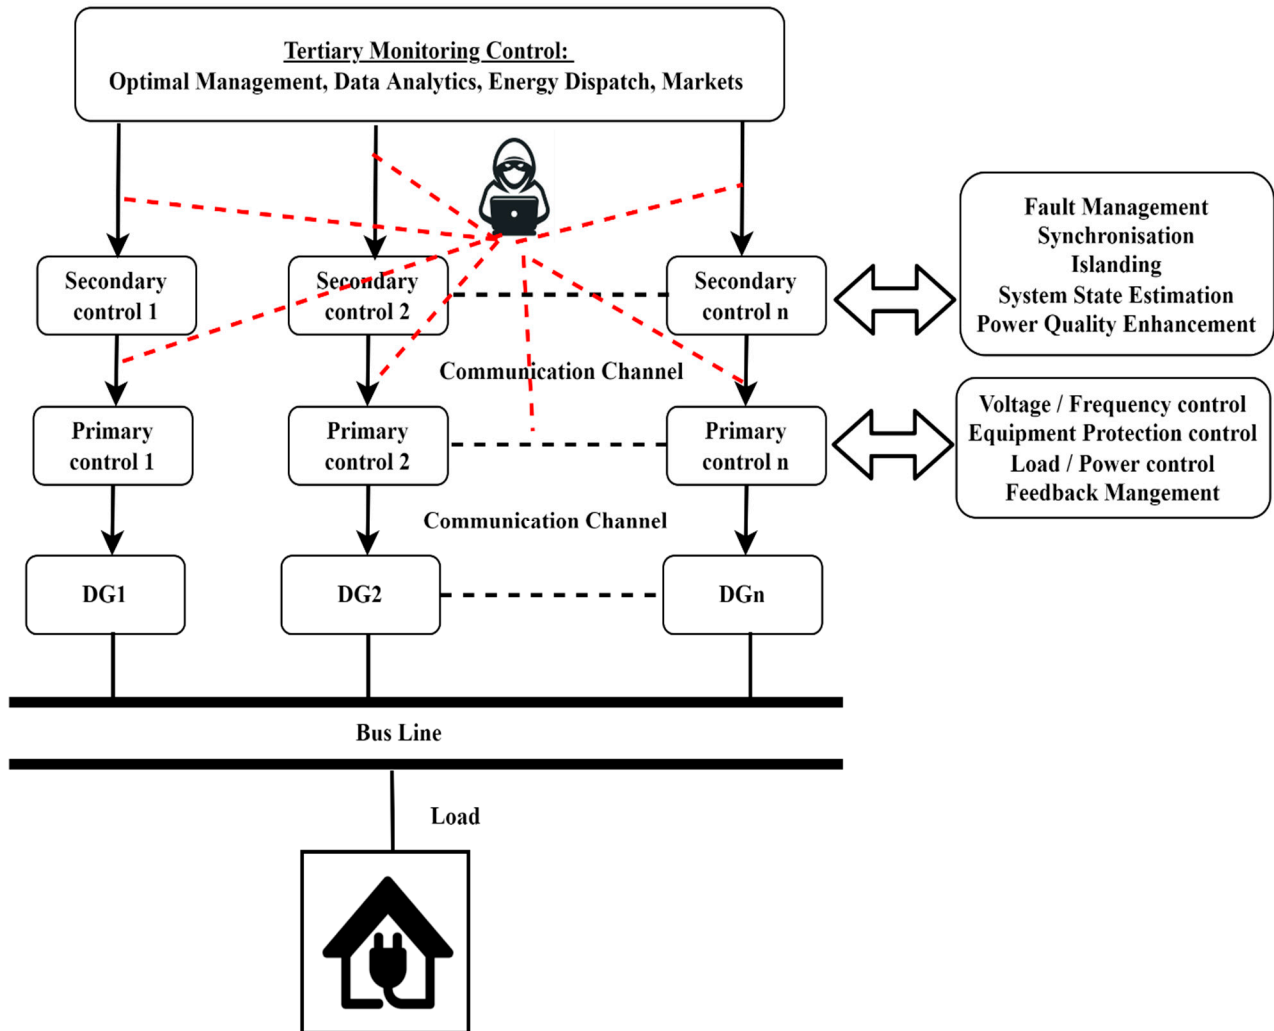 Tertiary Monitoring Control:
Optimal Management, Data Analytics, Energy Dispatch, Markets
Fault Management
Synchronisation
Islanding
System State Estimation
Power Quality Enhancement
Secondary
control 1
Secondary
control 2
Secondary
control n
Communication Channel
Voltage / Frequency control
Equipment Protection control
Load / Power control
Feedback Mangement
Primary
control 1
Primary
control 2
Primary
control n
Communication Channel
DG1
DG2
DGn
Bus Line
Load